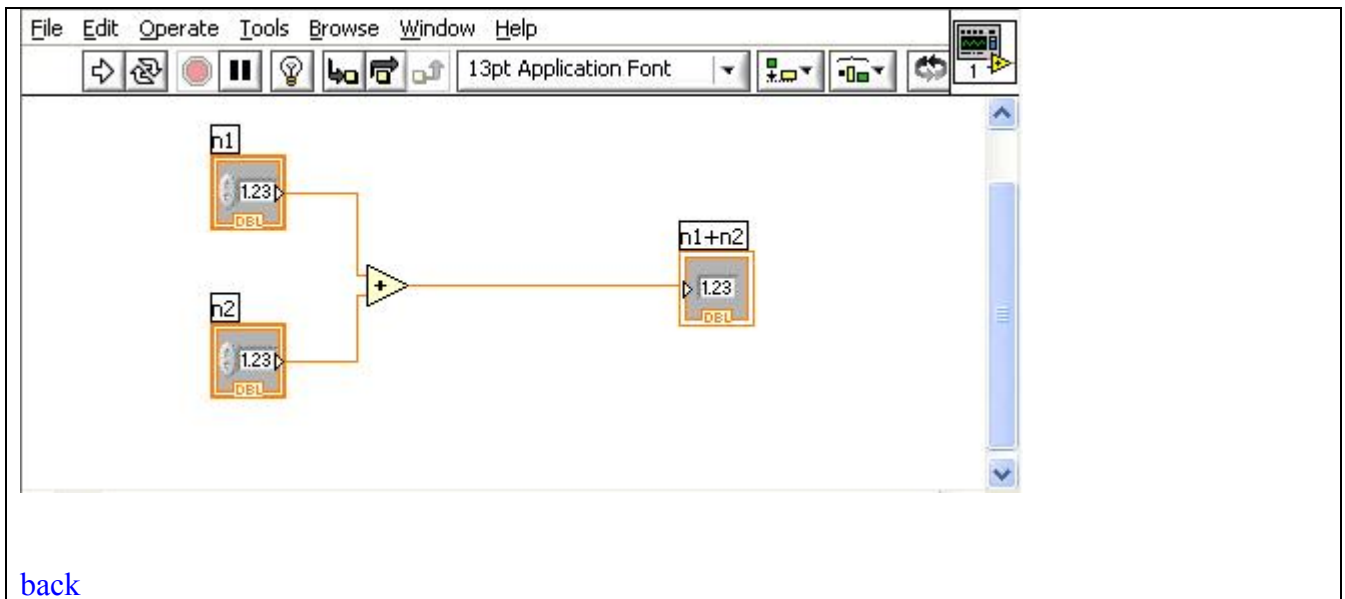 File Edit Operate Tools Browse Window Help
13pt Application Font
1
n1
1.23
DBL
n1+n2
1.23
DBL
n2
1.23
DBL
back